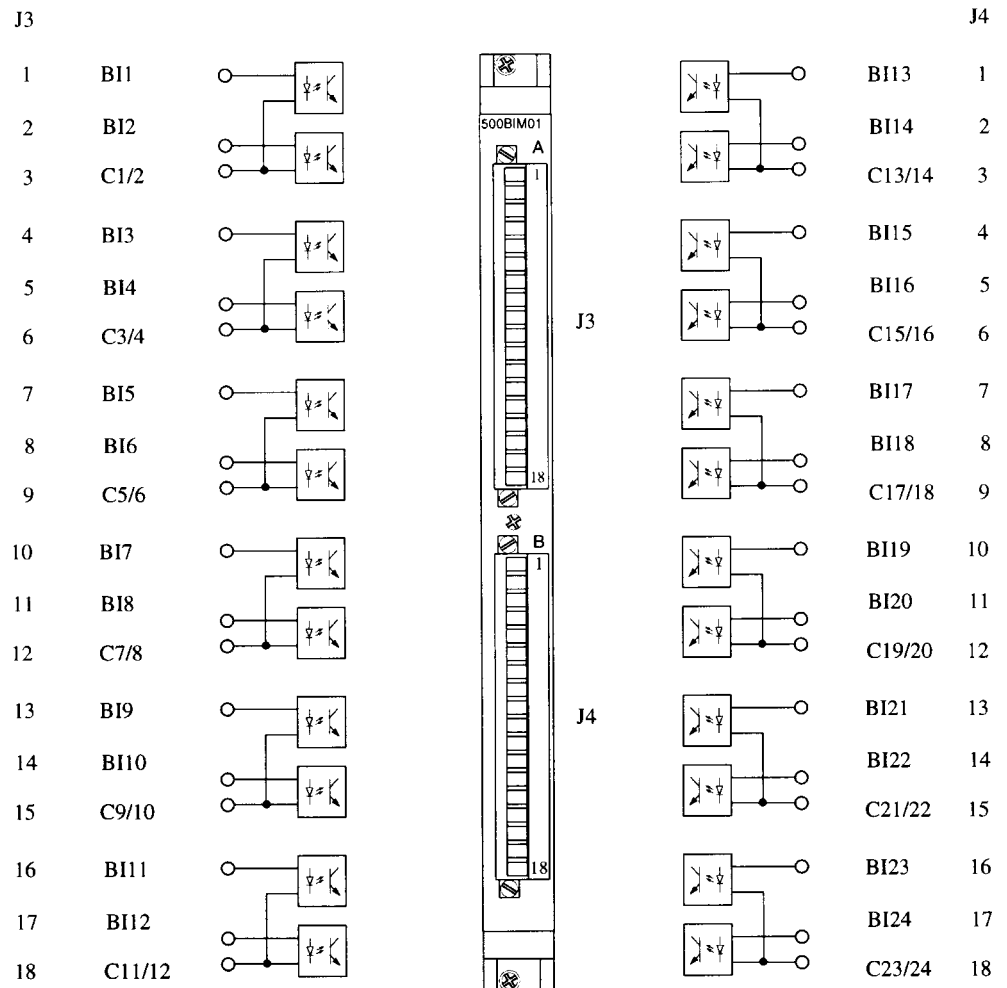 J3 J4
1 BI1 BI13 1
500BIM01
2 BI2 BI14 2
A
3 C1/2 1 C13/14 3
4 BI3 BI15 4
5 BI4 BI16 5
J3
6 C3/4 C15/16 6
7 BI5 BI17 7
8 BI6 BI18 8
18
9 C5/6 C17/18 9
B
10 BI7 1 BI19 10
11 BI8 BI20 11
12 C7/8 C19/20 12
13 BI9 J4 BI21 13
14 BI10 BI22 14
15 C9/10 C21/22 15
16 BI11 18 BI23 16
17 BI12 BI24 17
18 C11/12 C23/24 18